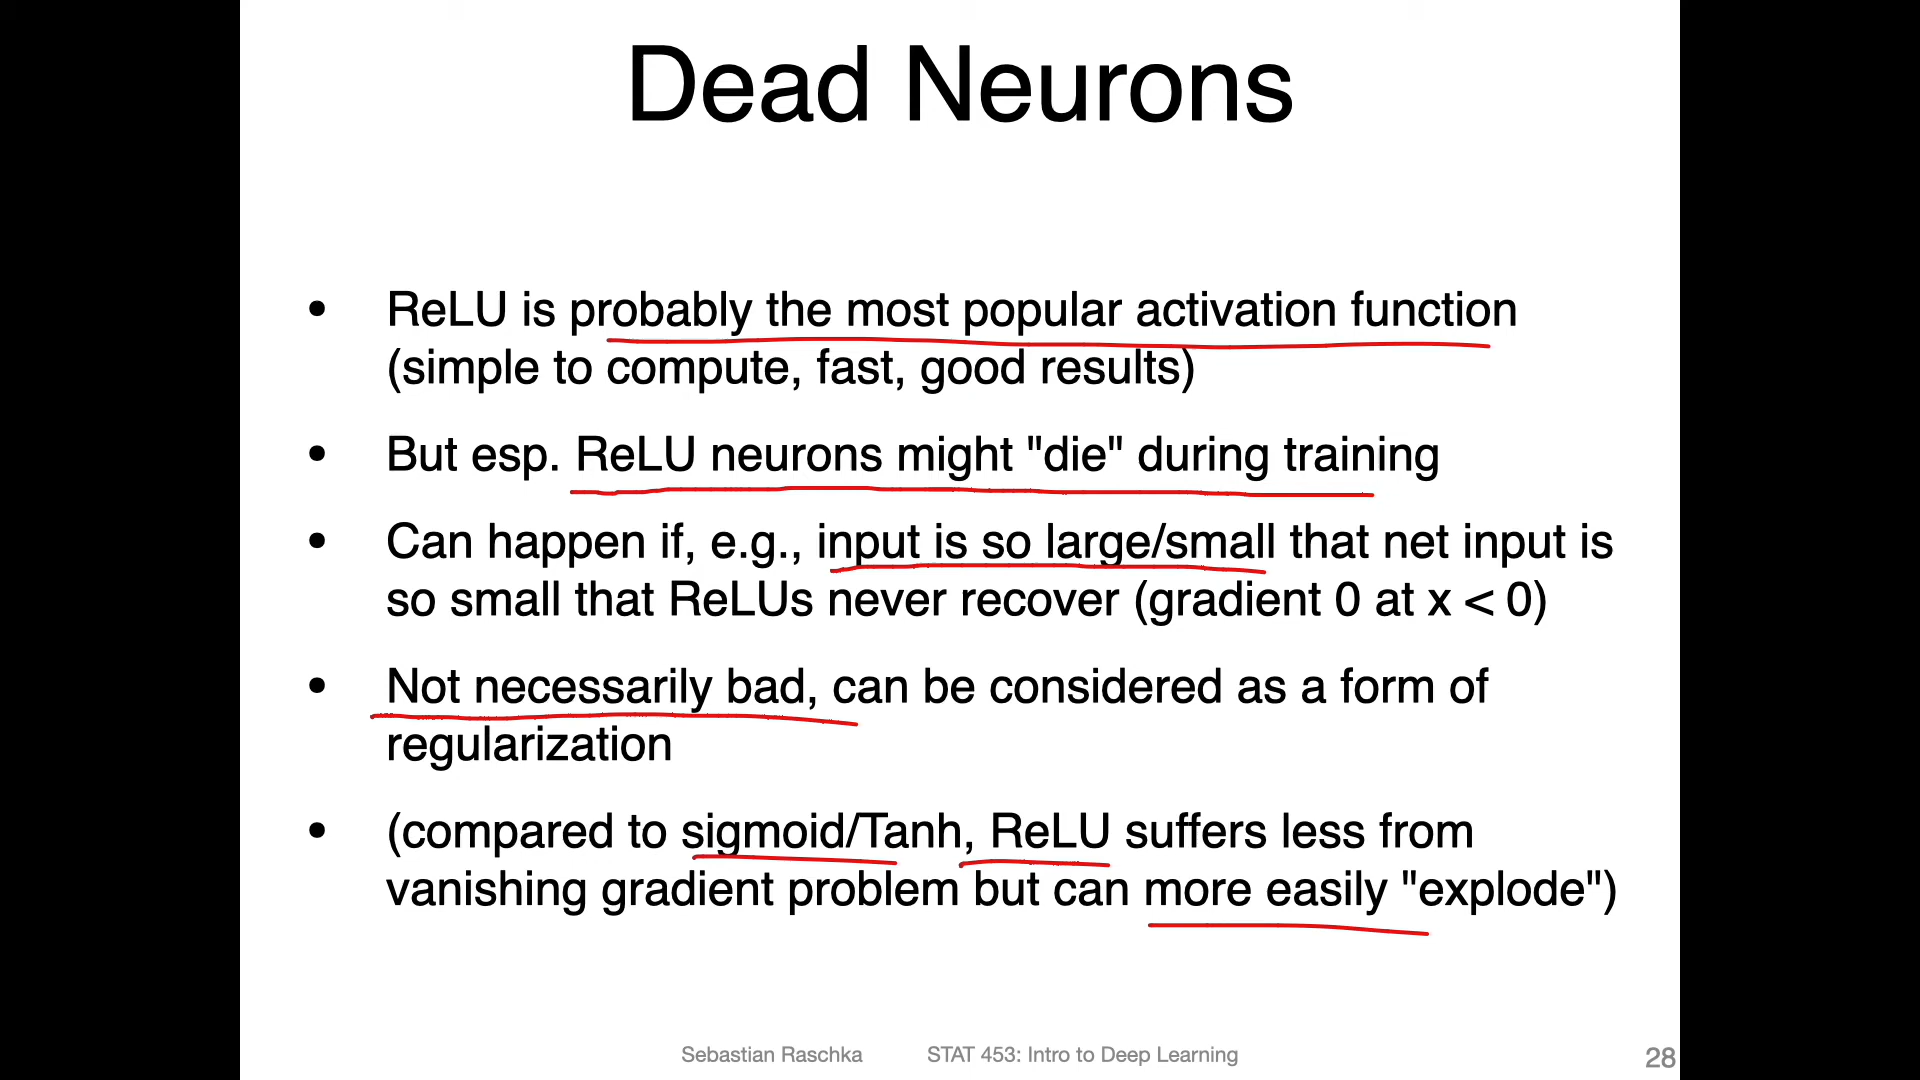 Dead Neurons
• ReLU is probably the most popular activation function
(simple to compute, fast, good results)
• But esp. ReLU neurons might "die" during training
• Can happen if, e.g., input is so large/small that net input is
so small that ReLUs never recover (gradient 0 at x < 0)
• Not necessarily bad, can be considered as a form of
regularization
• (compared to sigmoid/Tanh, ReLU suffers less from
vanishing gradient problem but can more easily "explode")
Sebastian Raschka STAT 453: Intro to Deep Learning 28